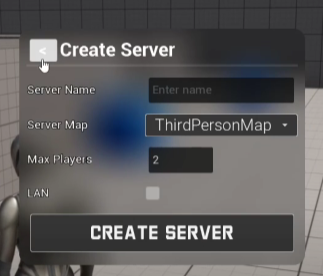 < Create Server
Server Name Enter name
Server Map ThirdPersonMap
Max Players 2
LAN
CREATE SERVER